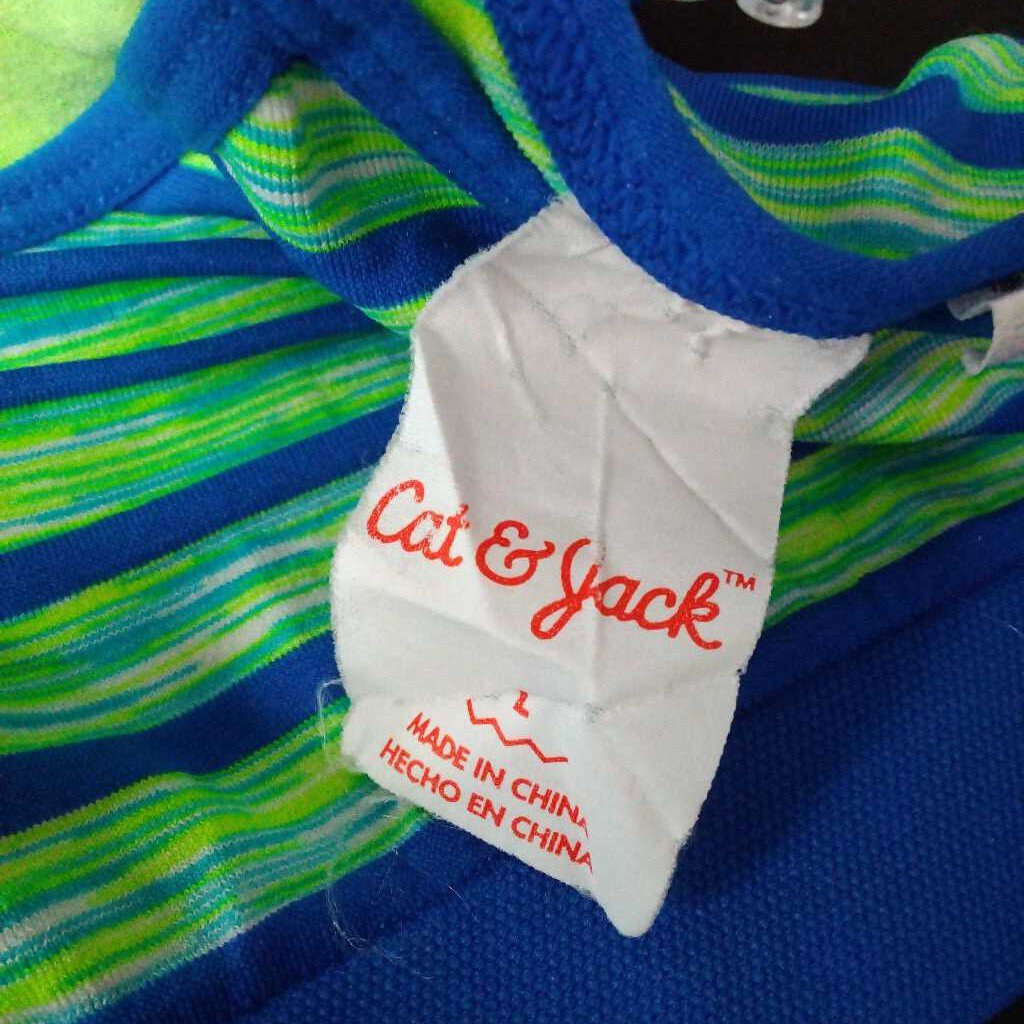 Cat & Jack™
L
MADE IN CHINA
HECHO EN CHINA